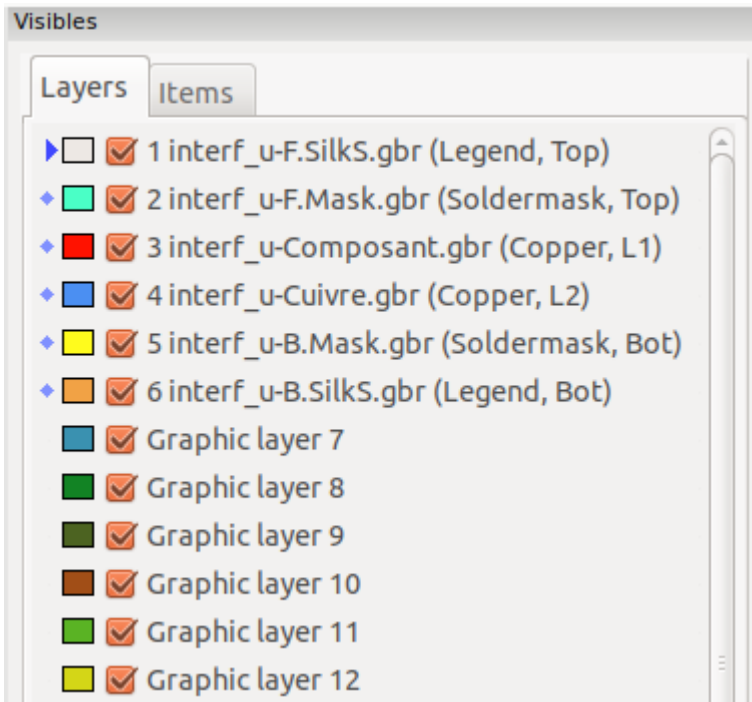 Visibles
Layers Items
1 interf_u-F.SilkS.gbr (Legend, Top)
2 interf_u-F.Mask.gbr (Soldermask, Top)
3 interf_u-Composant.gbr (Copper, L1)
4 interf_u-Cuivre.gbr (Copper, L2)
5 interf_u-B.Mask.gbr (Soldermask, Bot)
6 interf_u-B.SilkS.gbr (Legend, Bot)
Graphic layer 7
Graphic layer 8
Graphic layer 9
Graphic layer 10
Graphic layer 11
Graphic layer 12